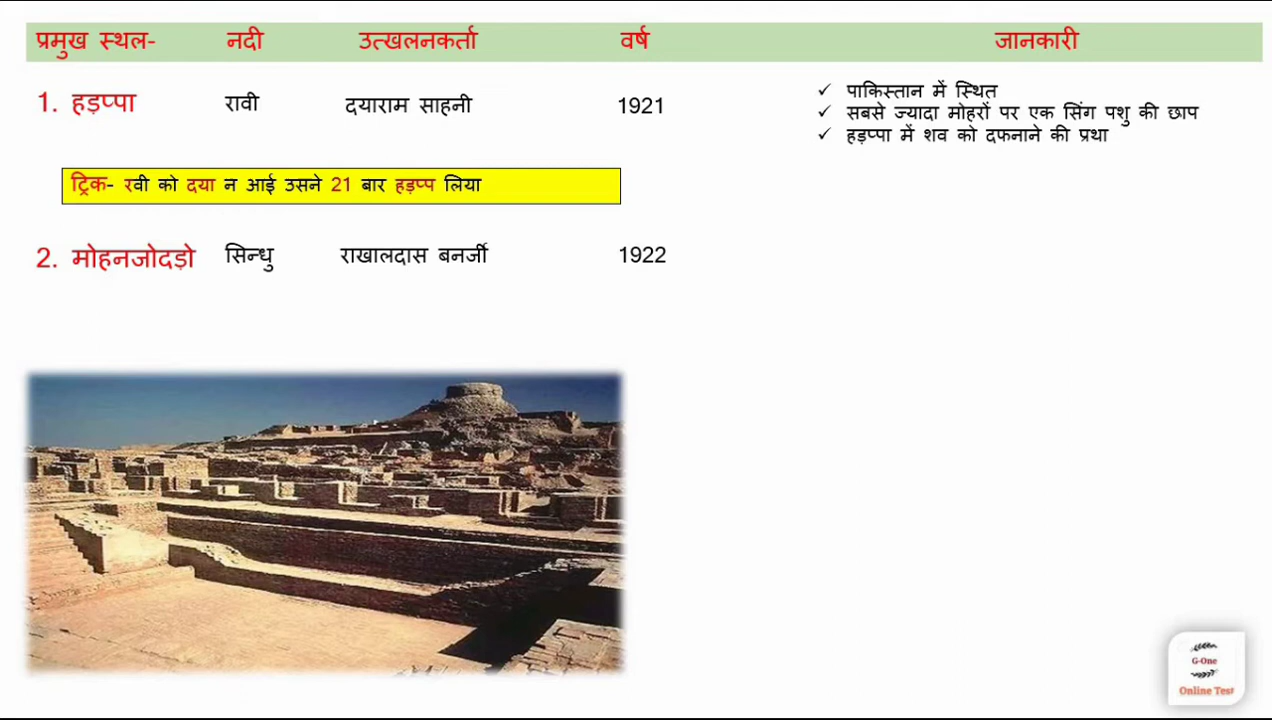 प्रमुख स्थल- नदी उत्खलनकर्ता वर्ष जानकारी
1. हड़प्पा रावी दयाराम साहनी 1921
✓ पाकिस्तान में स्थित
✓ सबसे ज्यादा मोहरों पर एक सिंग पशु की छाप
✓ हड़प्पा में शव को दफनाने की प्रथा
ट्रिक- रवी को दया न आई उसने 21 बार हड़प्प लिया
2. मोहनजोदड़ो सिन्धु राखालदास बनर्जी 1922
G-One
Online Test